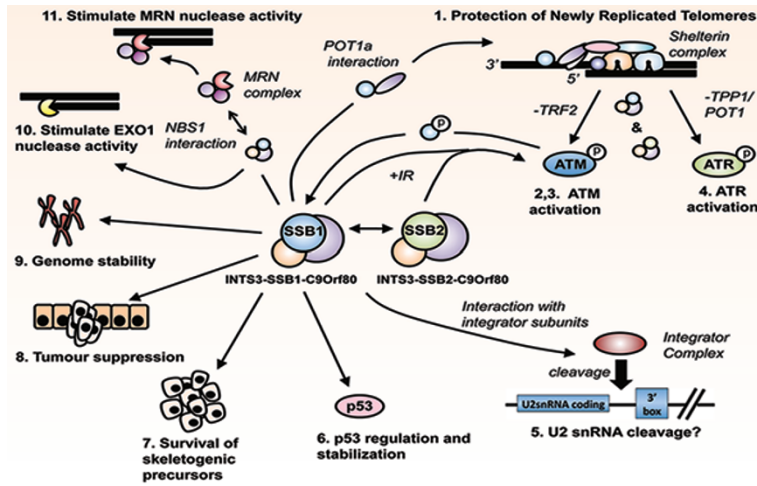 11. Stimulate MRN nuclease activity
1. Protection of Newly Replicated Telomeres
POT1a
interaction
Shelterin
complex
3'
5'
MRN
complex
-TRF2
&
-TPP1/
POT1
10. Stimulate EXO1
nuclease activity
NBS1
interaction
P
+IR
ATM
P
ATR
P
2,3. ATM
activation
4. ATR
activation
SSB1
SSB2
9. Genome stability
INTS3-SSB1-C9Orf80
INTS3-SSB2-C9Orf80
Interaction with
integrator subunits
Integrator
Complex
8. Tumour suppression
cleavage
U2snRNA coding
3'
box
p53
5. U2 snRNA cleavage?
7. Survival of
skeletogenic
precursors
6. p53 regulation and
stabilization